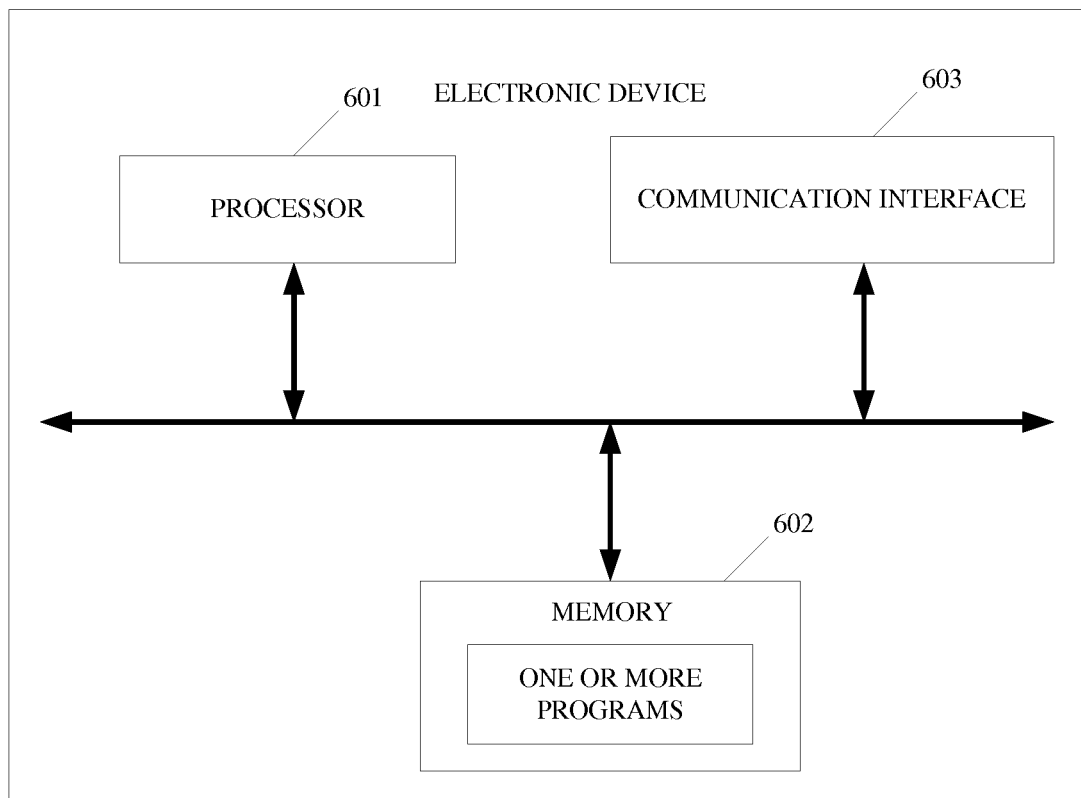 ELECTRONIC DEVICE
601
603
PROCESSOR
COMMUNICATION INTERFACE
602
MEMORY
ONE OR MORE
PROGRAMS